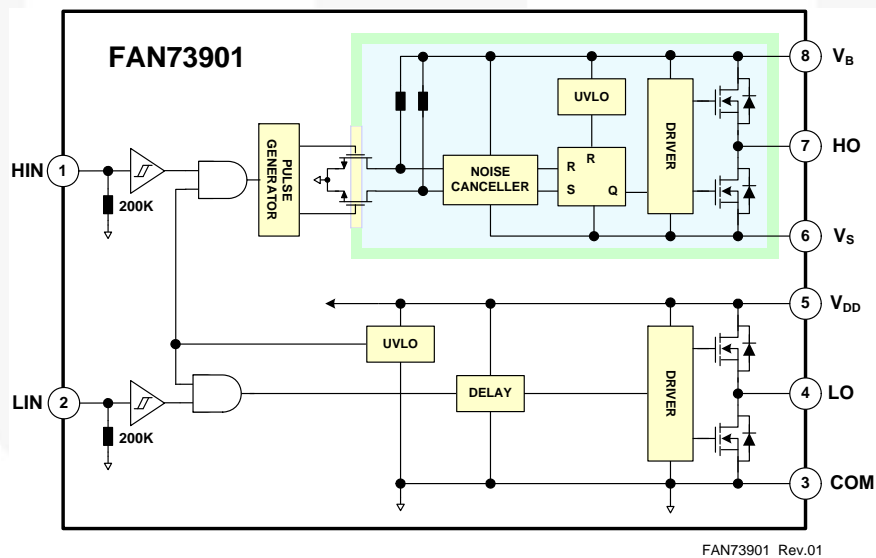 FAN73901
8 VB
UVLO
DRIVER
HIN 1
PULSE
GENERATOR
7 HO
NOISE
CANCELLER
R
R
S
Q
200K
6 VS
5 VDD
UVLO
DRIVER
LIN 2
DELAY
4 LO
200K
3 COM
FAN73901 Rev.01